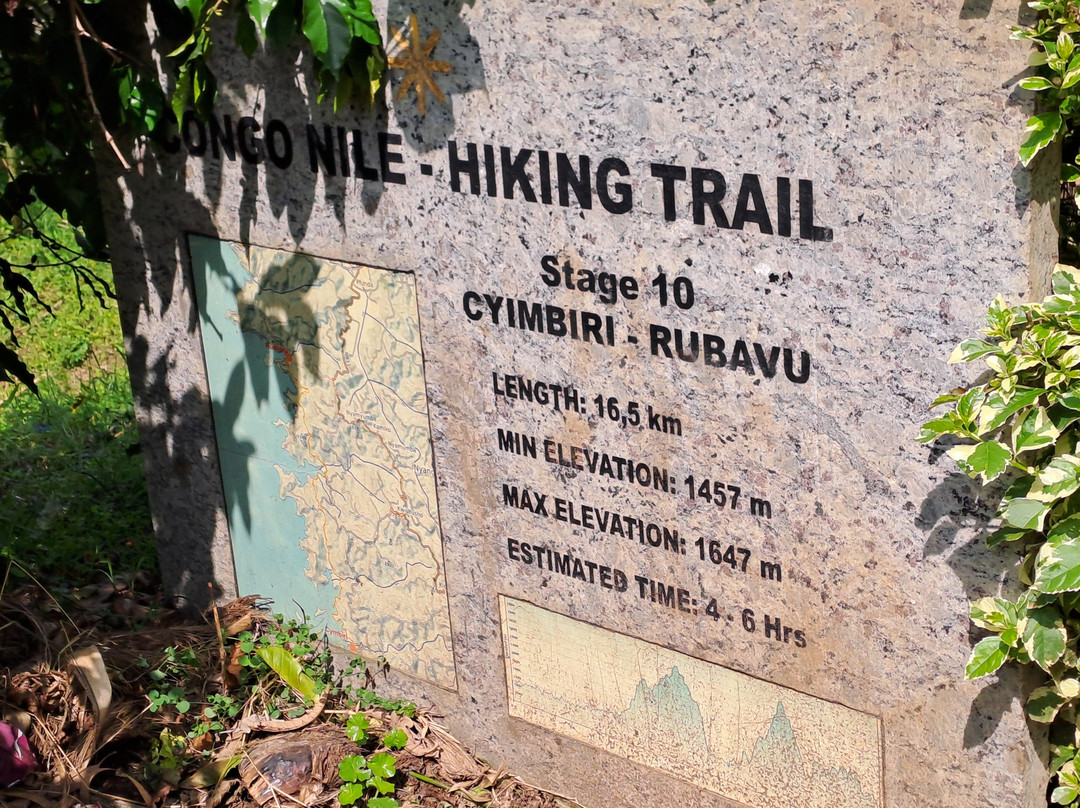 CONGO NILE - HIKING TRAIL
Stage 10
CYIMBIRI - RUBAVU
LENGTH: 16,5 km
MIN ELEVATION: 1457 m
MAX ELEVATION: 1647 m
ESTIMATED TIME: 4 - 6 Hrs